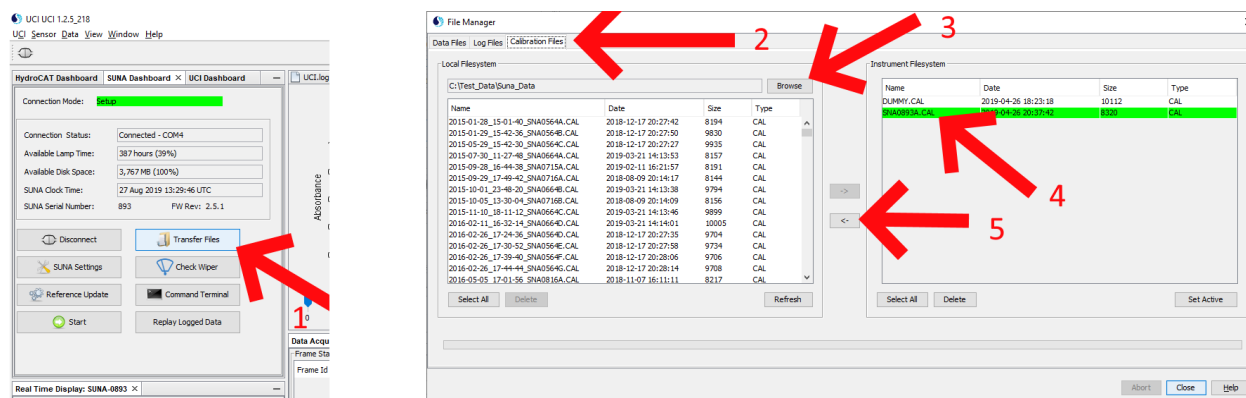 UCI UCI 1.2.5_218
UCI Sensor Data View Window Help
HydroCAT Dashboard SUNA Dashboard × UCI Dashboard
UCI.log
Connection Mode: Setup
Connection Status: Connected - COM4
Available Lamp Time: 387 hours (39%)
Available Disk Space: 3,767 MB (100%)
SUNA Clock Time: 27 Aug 2019 13:29:46 UTC
SUNA Serial Number: 893 FW Rev: 2.5.1
Disconnect Transfer Files
SUNA Settings Check Wiper
Reference Update Command Terminal
Start Replay Logged Data
1
Absorbance
0
Data Acqu
Frame Sta
Frame Id
Real Time Display: SUNA-0893 ×
File Manager
Data Files Log Files Calibration Files
2
3
Local Filesystem
C:\Test_Data\Suna_Data Browse
Name Date Size Type
2015-01-28_15-01-40_SNA0564A.CAL 2018-12-17 20:27:42 8194 CAL
2015-01-29_15-42-36_SNA0564B.CAL 2018-12-17 20:27:50 9830 CAL
2015-05-29_15-42-30_SNA0564C.CAL 2018-12-17 20:27:27 9935 CAL
2015-07-30_11-27-48_SNA0664A.CAL 2019-03-21 14:13:53 8157 CAL
2015-09-28_16-44-38_SNA0715A.CAL 2019-02-11 16:21:57 8191 CAL
2015-09-29_17-49-42_SNA0716A.CAL 2018-08-09 20:14:17 8144 CAL
2015-10-01_23-48-20_SNA0664B.CAL 2019-03-21 14:13:38 9794 CAL
2015-10-05_13-30-04_SNA0716B.CAL 2018-08-09 20:14:09 8156 CAL
2015-11-10_18-11-12_SNA0664C.CAL 2019-03-21 14:13:46 9899 CAL
2016-02-11_16-32-14_SNA0664D.CAL 2019-03-21 14:14:01 10005 CAL
2016-02-26_17-24-36_SNA0564D.CAL 2018-12-17 20:27:35 9704 CAL
2016-02-26_17-30-52_SNA0564E.CAL 2018-12-17 20:27:58 9734 CAL
2016-02-26_17-39-40_SNA0564F.CAL 2018-12-17 20:28:06 9706 CAL
2016-02-26_17-44-44_SNA0564G.CAL 2018-12-17 20:28:14 9708 CAL
2016-05-05 17-01-56 SNA0816A.CAL 2018-11-07 16:11:11 8217 CAL
Select All Delete Refresh
->
<-
Instrument Filesystem
Name Date Size Type
DUMMY.CAL 2019-04-26 18:23:18 10112 CAL
SNA0893A.CAL 2019-04-26 20:37:42 8320 CAL
4
5
Select All Delete Set Active
Abort Close Help